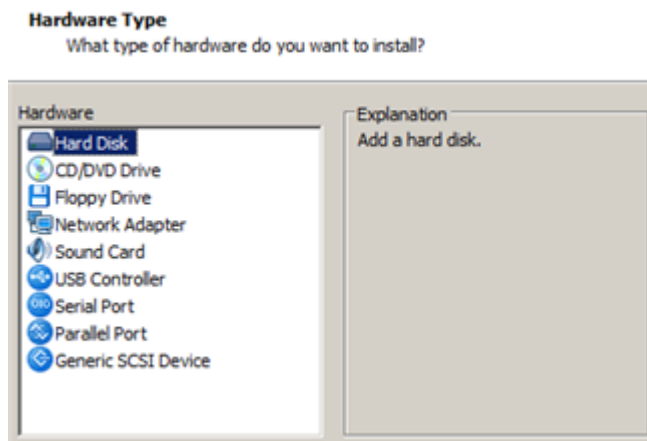 Hardware Type
What type of hardware do you want to install?
Hardware
Explanation
Hard Disk
Add a hard disk.
CD/DVD Drive
Floppy Drive
Network Adapter
Sound Card
USB Controller
Serial Port
Parallel Port
Generic SCSI Device